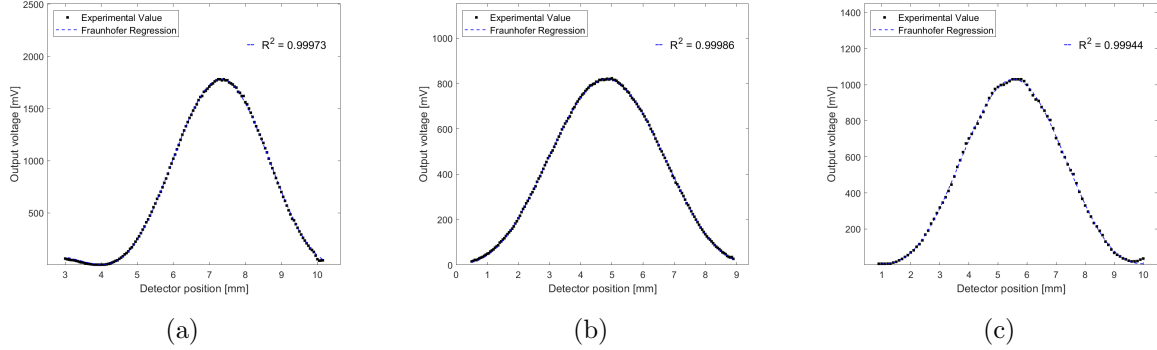 2500
2000
1500
1000
500
Output voltage [mV]
Experimental Value
Fraunhofer Regression
R² = 0.99973
3 4 5 6 7 8 9 10
Detector position [mm]
(a)
1000
800
600
400
200
0
Output voltage [mV]
Experimental Value
Fraunhofer Regression
R² = 0.99986
0 1 2 3 4 5 6 7 8 9
Detector position [mm]
(b)
1400
1200
1000
800
600
400
200
Output voltage [mV]
Experimental Value
Fraunhofer Regression
R² = 0.99944
1 2 3 4 5 6 7 8 9 10
Detector position [mm]
(c)